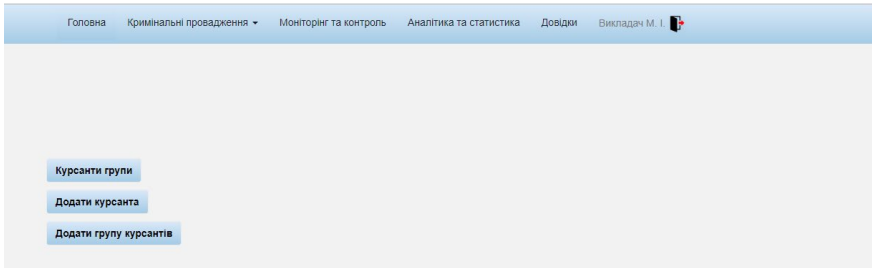 Головна Кримінальні провадження Моніторінг та контроль Аналітика та статистика Довідки Викладач М. І.
Курсанти групи
Додати курсанта
Додати групу курсантів